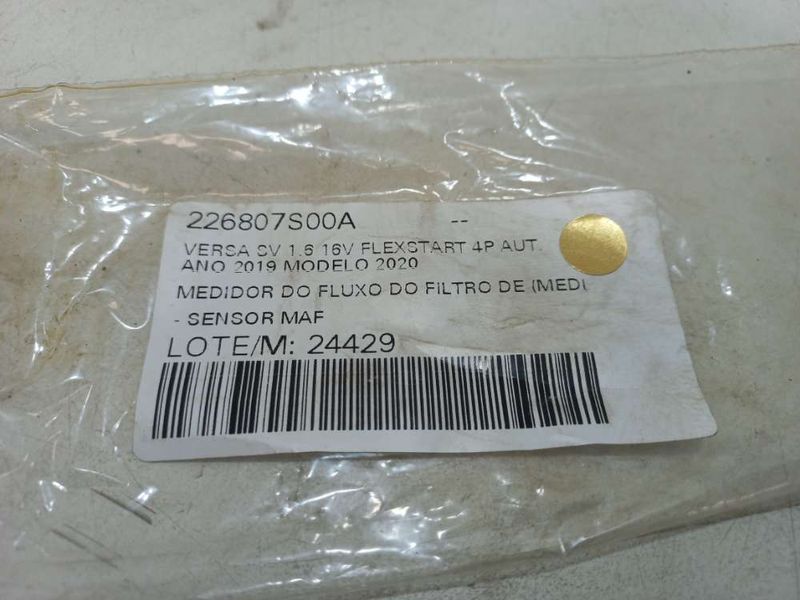 226807S00A --
VERSA SV 1.6 16V FLEXSTART 4P AUT.
ANO 2019 MODELO 2020
MEDIDOR DO FLUXO DO FILTRO DE (MEDI
- SENSOR MAF
LOTE/M: 24429